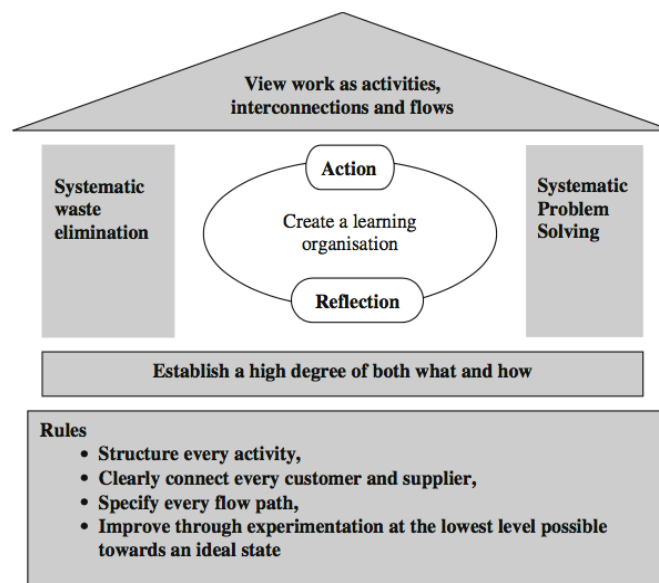 View work as activities,
interconnections and flows
Systematic
waste
elimination
Action
Create a learning
organisation
Reflection
Systematic
Problem
Solving
Establish a high degree of both what and how
Rules
• Structure every activity,
• Clearly connect every customer and supplier,
• Specify every flow path,
• Improve through experimentation at the lowest level possible
towards an ideal state